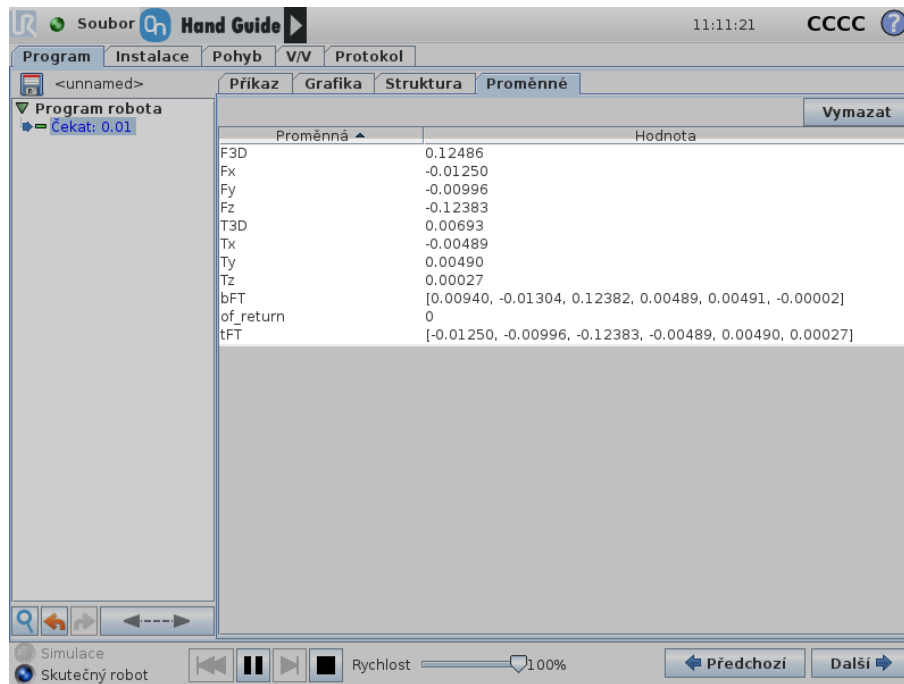 UR Soubor On Hand Guide 11:11:21 CCCC ?
Program Instalace Pohyb V/V Protokol
<unnamed> Příkaz Grafika Struktura Proměnné
Program robota Vymazat
Čekat: 0.01
Proměnná Hodnota
F3D 0.12486
Fx -0.01250
Fy -0.00996
Fz -0.12383
T3D 0.00693
Tx -0.00489
Ty 0.00490
Tz 0.00027
bFT [0.00940, -0.01304, 0.12382, 0.00489, 0.00491, -0.00002]
of_return 0
tFT [-0.01250, -0.00996, -0.12383, -0.00489, 0.00490, 0.00027]
Simulace
Skutečný robot Rychlost 100% Předchozí Další